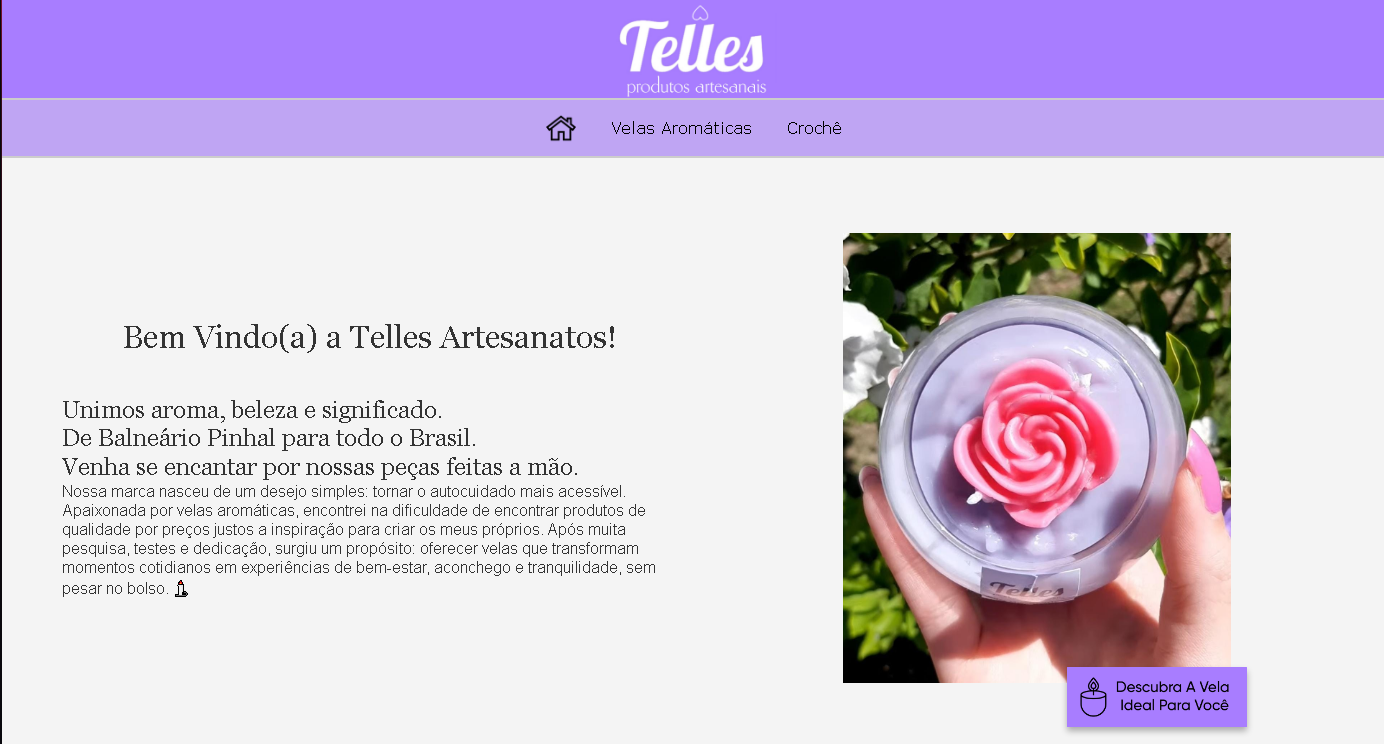 Telles
produtos artesanais
Velas Aromáticas
Crochê
Bem Vindo(a) a Telles Artesanatos!
Unimos aroma, beleza e significado.
De Balneário Pinhal para todo o Brasil.
Venha se encantar por nossas peças feitas a mão.
Nossa marca nasceu de um desejo simples: tornar o autocuidado mais acessível.
Apaixonada por velas aromáticas, encontrei na dificuldade de encontrar produtos de
qualidade por preços justos a inspiração para criar os meus próprios. Após muita
pesquisa, testes e dedicação, surgiu um propósito: oferecer velas que transformam
momentos cotidianos em experiências de bem-estar, aconchego e tranquilidade, sem
pesar no bolso.
Telles
Descubra A Vela
Ideal Para Você